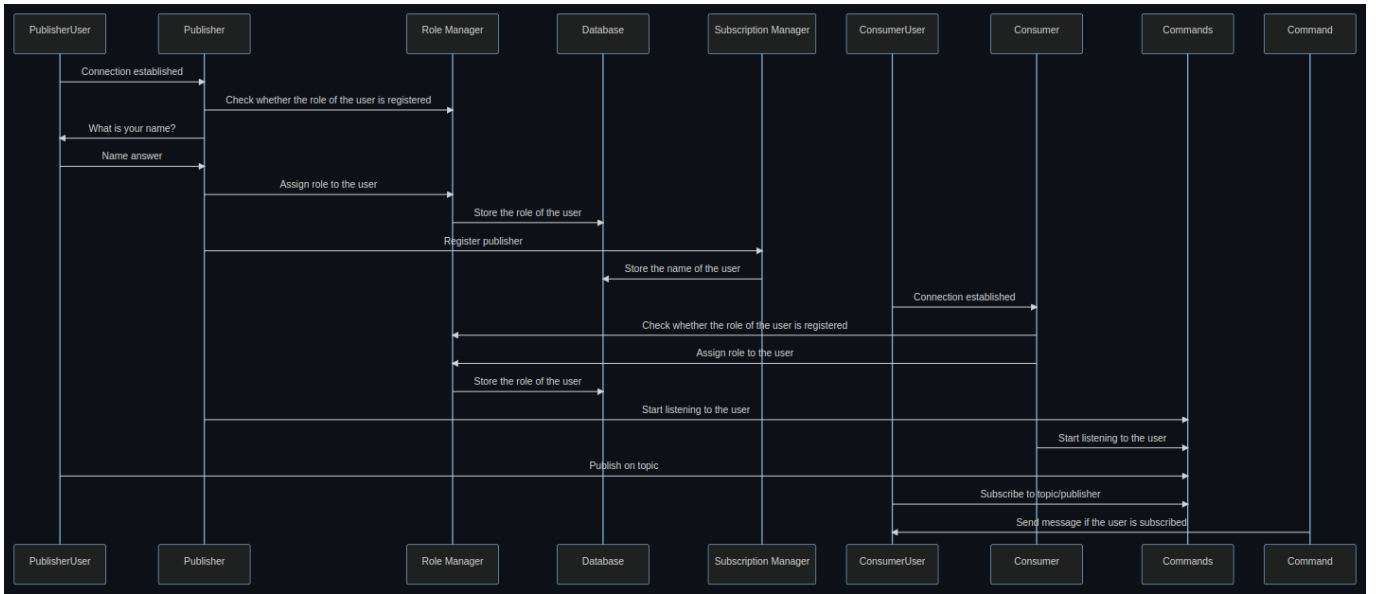 PublisherUser
Publisher
Role Manager
Database
Subscription Manager
ConsumerUser
Consumer
Commands
Command
Connection established
Check whether the role of the user is registered
What is your name?
Name answer
Assign role to the user
Store the role of the user
Register publisher
Store the name of the user
Connection established
Check whether the role of the user is registered
Assign role to the user
Store the role of the user
Start listening to the user
Start listening to the user
Publish on topic
Subscribe to topic/publisher
Send message if the user is subscribed
PublisherUser
Publisher
Role Manager
Database
Subscription Manager
ConsumerUser
Consumer
Commands
Command